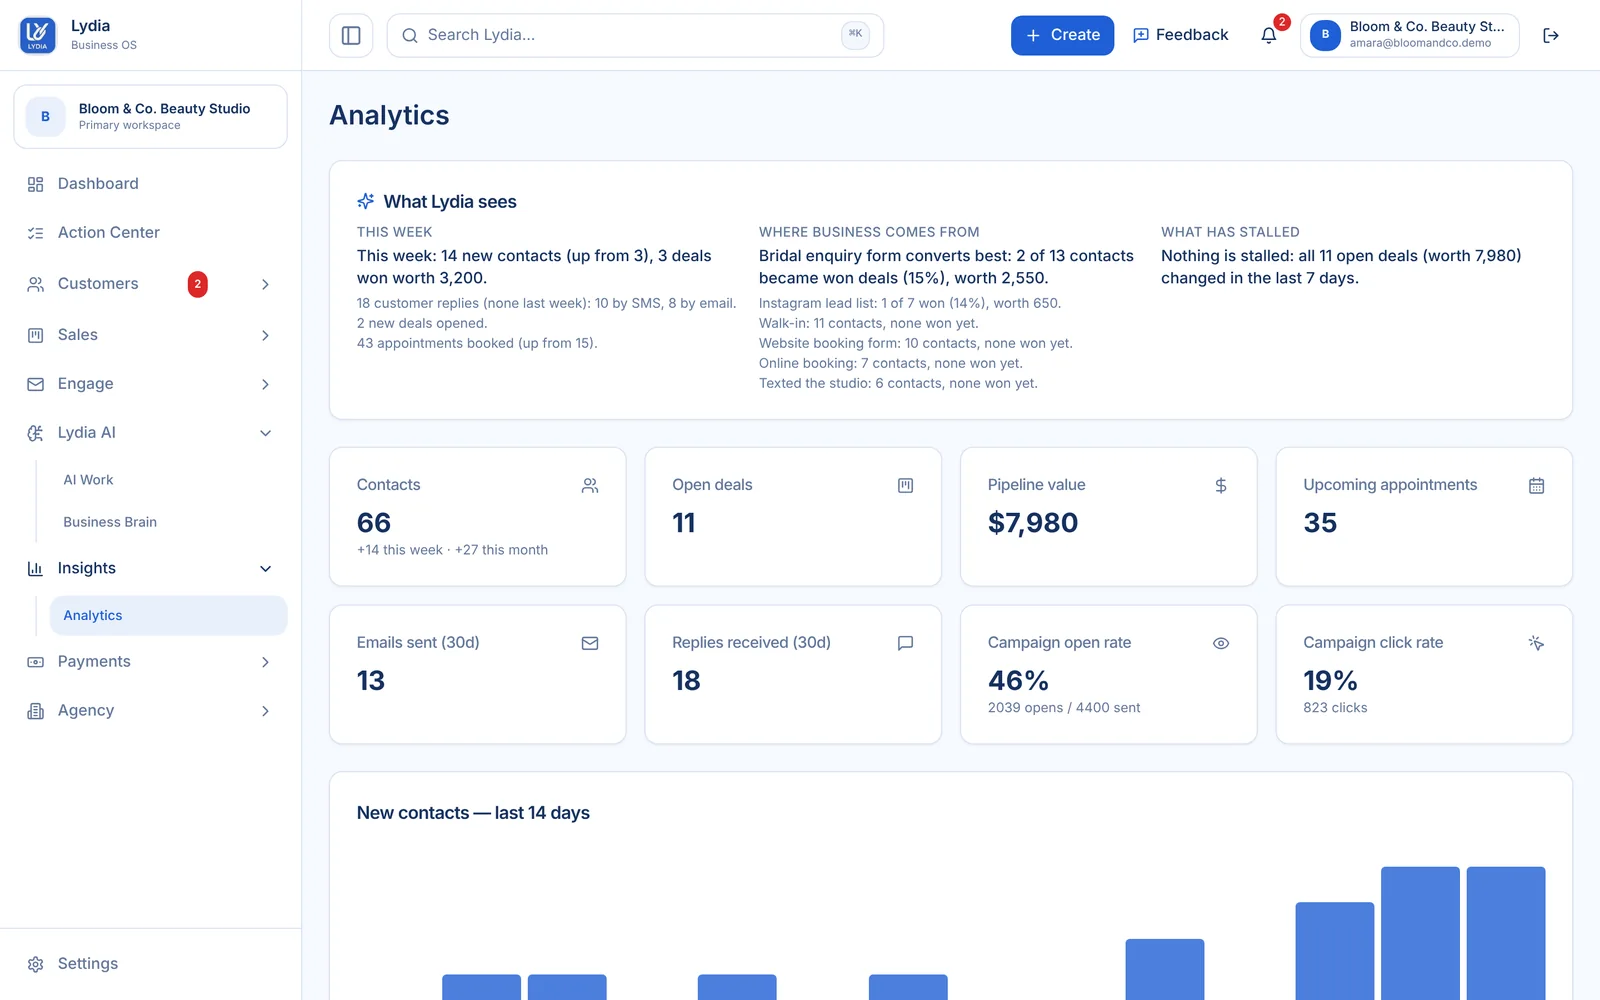 Lydia
Business OS
LYDIA
Search Lydia...
⌘K
Create
Feedback
2
B
Bloom & Co. Beauty St...
amara@bloomandco.demo
B
Bloom & Co. Beauty Studio
Primary workspace
Dashboard
Action Center
Customers
2
Sales
Engage
Lydia AI
AI Work
Business Brain
Insights
Analytics
Payments
Agency
Settings
Analytics
What Lydia sees
THIS WEEK
This week: 14 new contacts (up from 3), 3 deals
won worth 3,200.
18 customer replies (none last week): 10 by SMS, 8 by email.
2 new deals opened.
43 appointments booked (up from 15).
WHERE BUSINESS COMES FROM
Bridal enquiry form converts best: 2 of 13 contacts
became won deals (15%), worth 2,550.
Instagram lead list: 1 of 7 won (14%), worth 650.
Walk-in: 11 contacts, none won yet.
Website booking form: 10 contacts, none won yet.
Online booking: 7 contacts, none won yet.
Texted the studio: 6 contacts, none won yet.
WHAT HAS STALLED
Nothing is stalled: all 11 open deals (worth 7,980)
changed in the last 7 days.
Contacts
66
+14 this week · +27 this month
Open deals
11
Pipeline value
$7,980
Upcoming appointments
35
Emails sent (30d)
13
Replies received (30d)
18
Campaign open rate
46%
2039 opens / 4400 sent
Campaign click rate
19%
823 clicks
New contacts — last 14 days